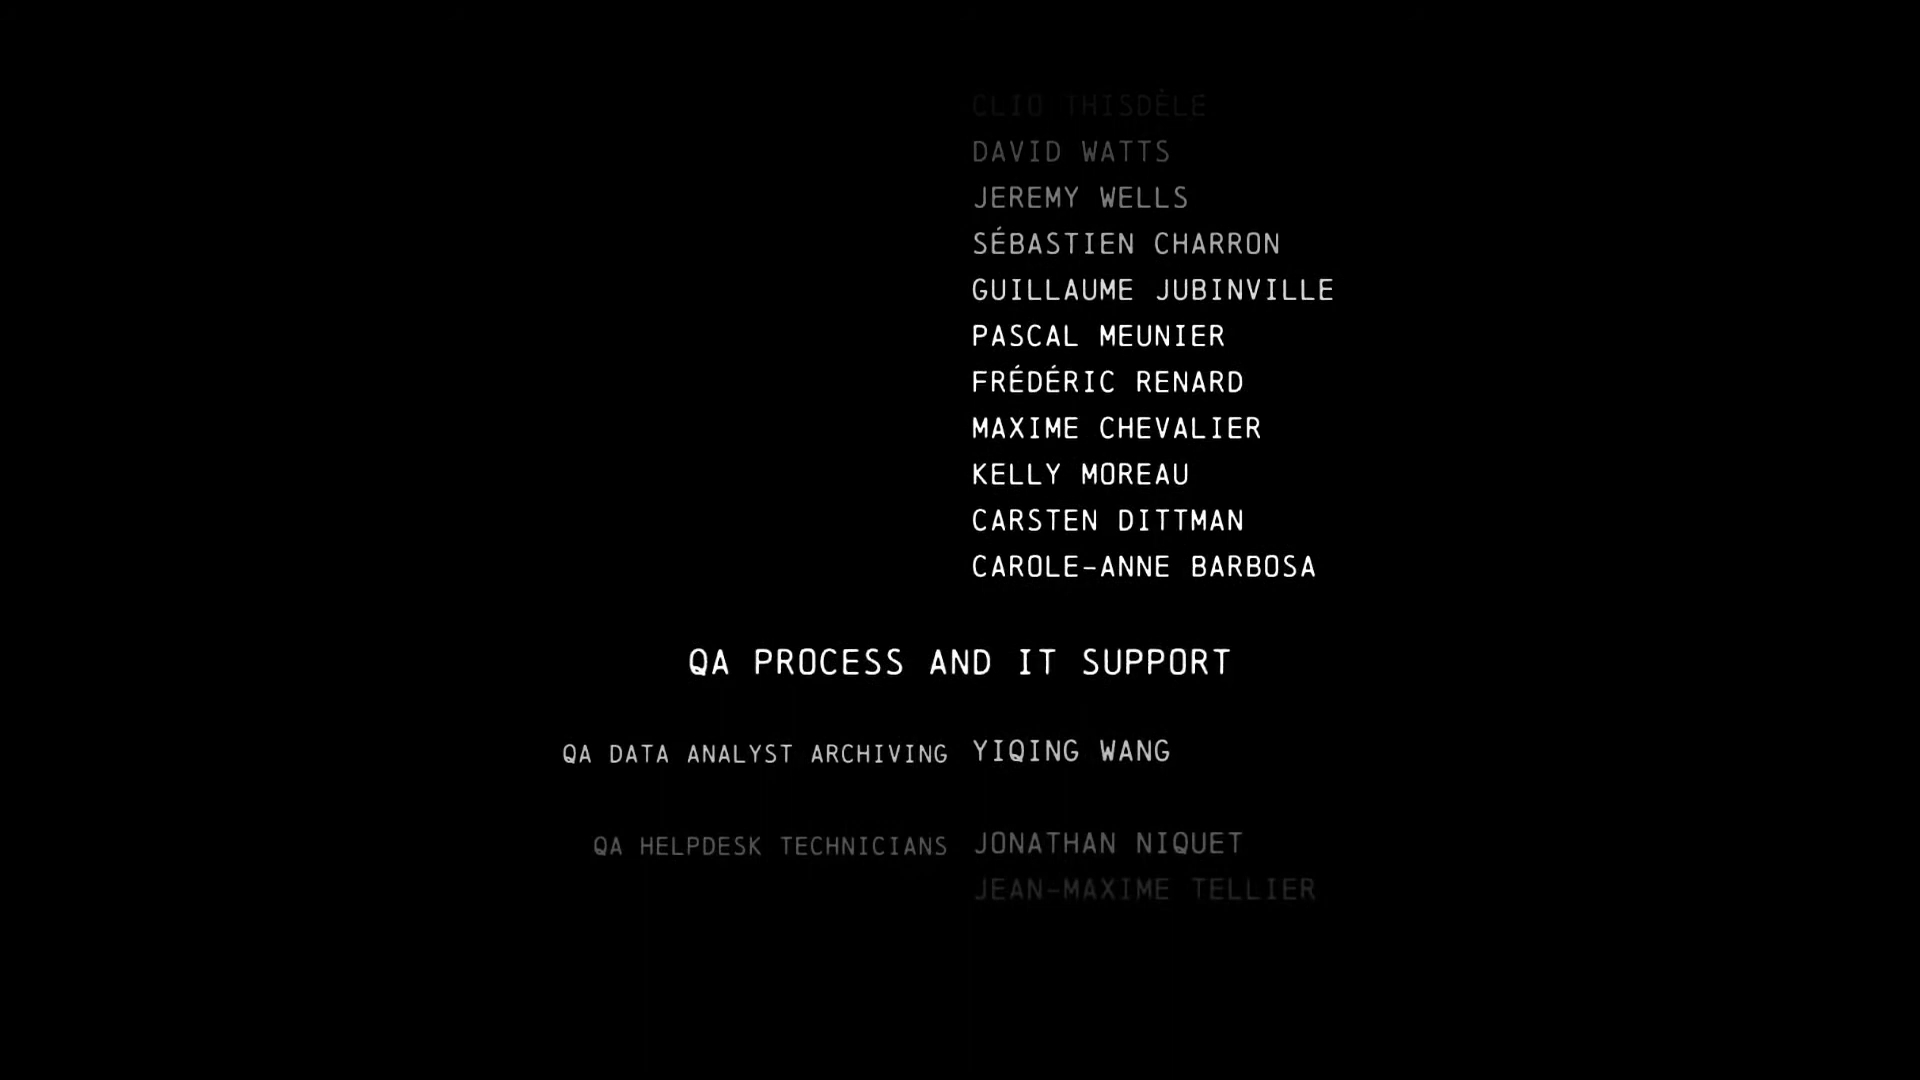 CLIO THISDÈLE
DAVID WATTS
JEREMY WELLS
SÉBASTIEN CHARRON
GUILLAUME JUBINVILLE
PASCAL MEUNIER
FRÉDÉRIC RENARD
MAXIME CHEVALIER
KELLY MOREAU
CARSTEN DITTMAN
CAROLE-ANNE BARBOSA
QA PROCESS AND IT SUPPORT
QA DATA ANALYST ARCHIVING YIQING WANG
QA HELPDESK TECHNICIANS JONATHAN NIQUET
JEAN-MAXIME TELLIER